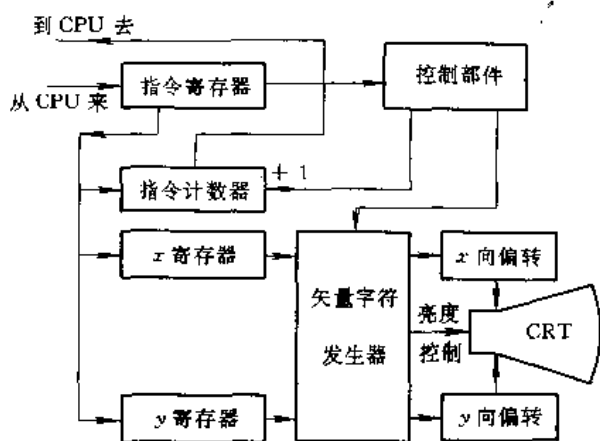 到 CPU 去
从 CPU 来
指令寄存器
控制部件
指令计数器
+ 1
x 寄存器
矢量字符
发生器
x 向偏转
亮度
控制
CRT
y 寄存器
y 向偏转